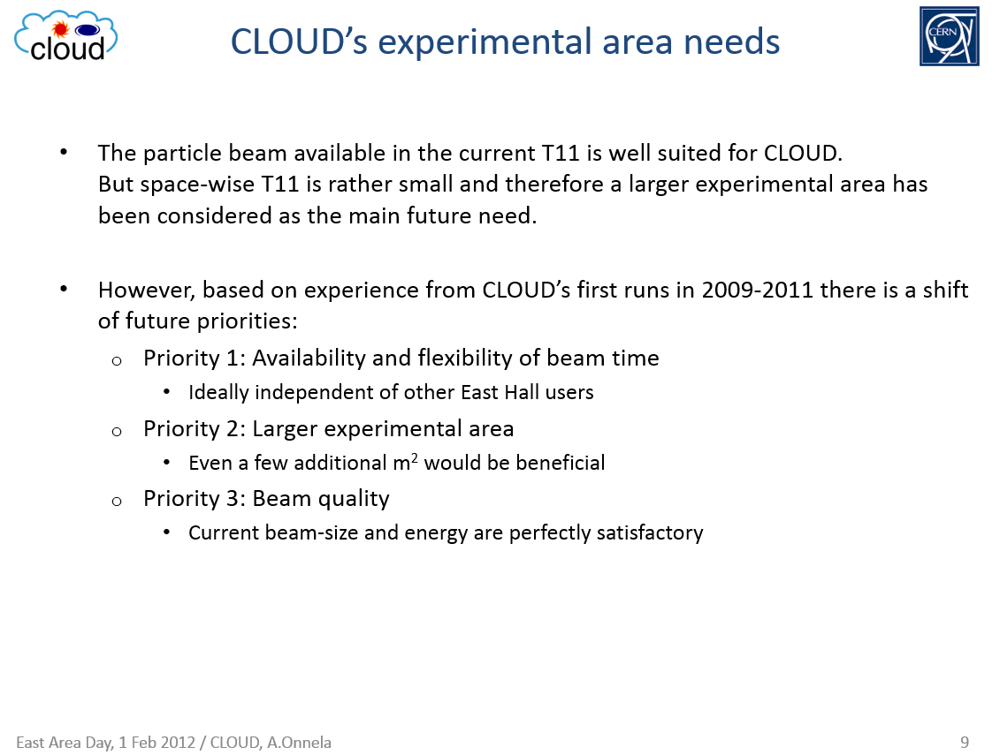 cloud
CLOUD’s experimental area needs
CERN
• The particle beam available in the current T11 is well suited for CLOUD.
But space-wise T11 is rather small and therefore a larger experimental area has
been considered as the main future need.
• However, based on experience from CLOUD’s first runs in 2009-2011 there is a shift
of future priorities:
o Priority 1: Availability and flexibility of beam time
• Ideally independent of other East Hall users
o Priority 2: Larger experimental area
• Even a few additional m² would be beneficial
o Priority 3: Beam quality
• Current beam-size and energy are perfectly satisfactory
East Area Day, 1 Feb 2012 / CLOUD, A.Onnela
9